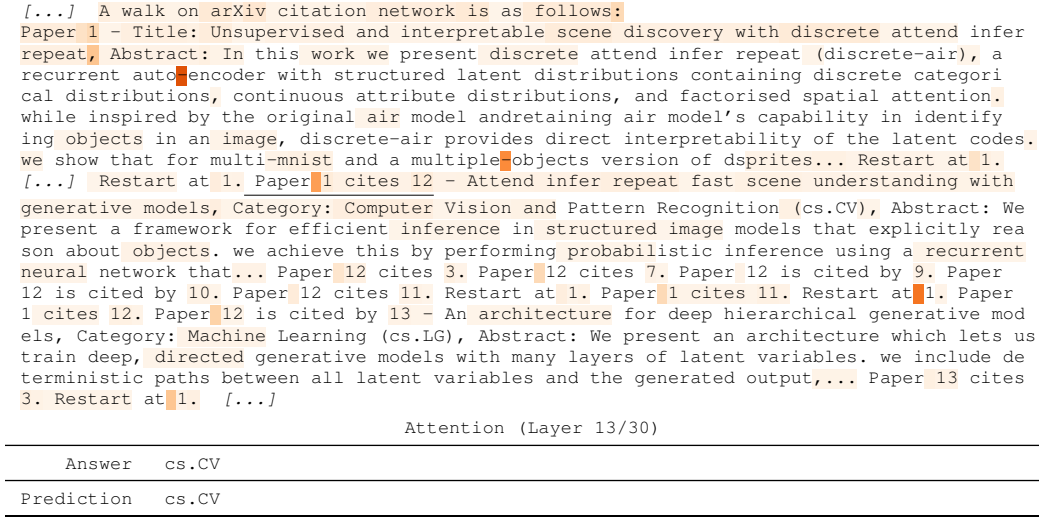 [...] A walk on arXiv citation network is as follows:
Paper 1 - Title: Unsupervised and interpretable scene discovery with discrete attend infer
repeat, Abstract: In this work we present discrete attend infer repeat (discrete-air), a
recurrent auto-encoder with structured latent distributions containing discrete categori
cal distributions, continuous attribute distributions, and factorised spatial attention.
while inspired by the original air model andretaining air model's capability in identify
ing objects in an image, discrete-air provides direct interpretability of the latent codes.
we show that for multi-mnist and a multiple-objects version of dsprites... Restart at 1.
[...] Restart at 1. Paper 1 cites 12 - Attend infer repeat fast scene understanding with
generative models, Category: Computer Vision and Pattern Recognition (cs.CV), Abstract: We
present a framework for efficient inference in structured image models that explicitly rea
son about objects. we achieve this by performing probabilistic inference using a recurrent
neural network that... Paper 12 cites 3. Paper 12 cites 7. Paper 12 is cited by 9. Paper
12 is cited by 10. Paper 12 cites 11. Restart at 1. Paper 1 cites 11. Restart at 1. Paper
1 cites 12. Paper 12 is cited by 13 - An architecture for deep hierarchical generative mod
els, Category: Machine Learning (cs.LG), Abstract: We present an architecture which lets us
train deep, directed generative models with many layers of latent variables. we include de
terministic paths between all latent variables and the generated output,... Paper 13 cites
3. Restart at 1. [...]
Attention (Layer 13/30)
Answer cs.CV
Prediction cs.CV